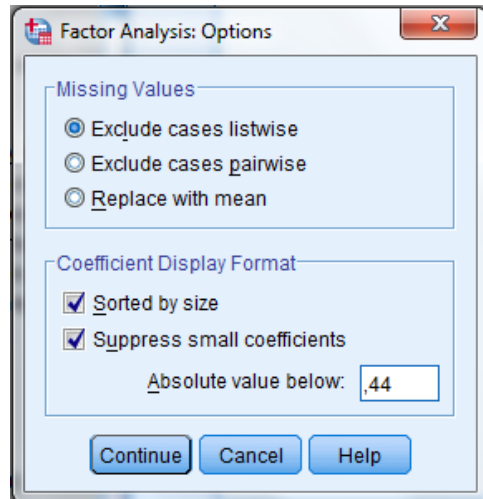 Factor Analysis: Options
Missing Values
Exclude cases listwise
Exclude cases pairwise
Replace with mean
Coefficient Display Format
Sorted by size
Suppress small coefficients
Absolute value below: ,44
Continue Cancel Help